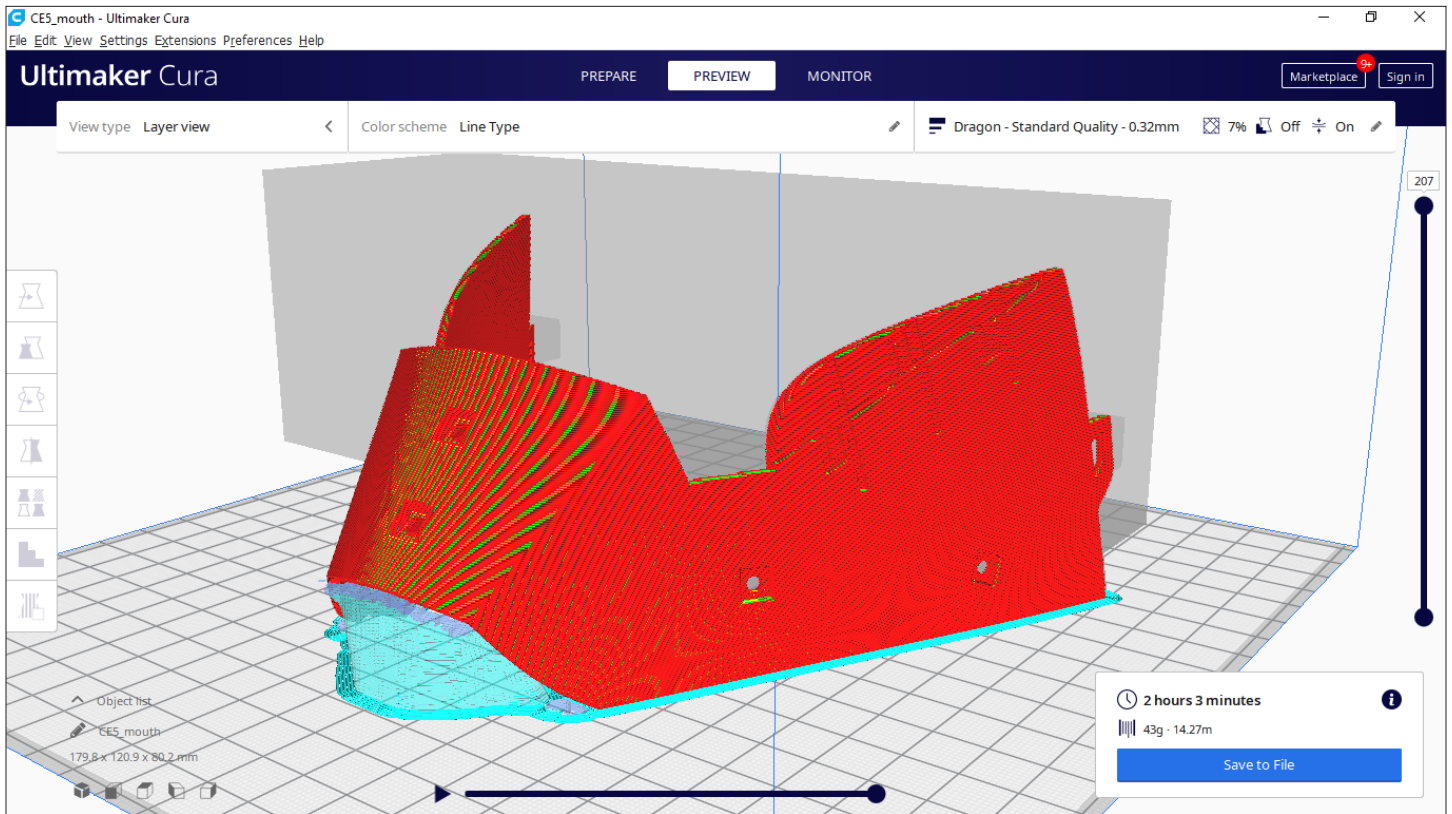 CE5_mouth - Ultimaker Cura
File Edit View Settings Extensions Preferences Help
Ultimaker Cura
PREPARE PREVIEW MONITOR
Marketplace 9+ Sign in
View type Layer view Color scheme Line Type Dragon - Standard Quality - 0.32mm 7% Off On
207
Object list
CE5_mouth
179.8 x 120.9 x 80.2 mm
2 hours 3 minutes
43g · 14.27m
Save to File